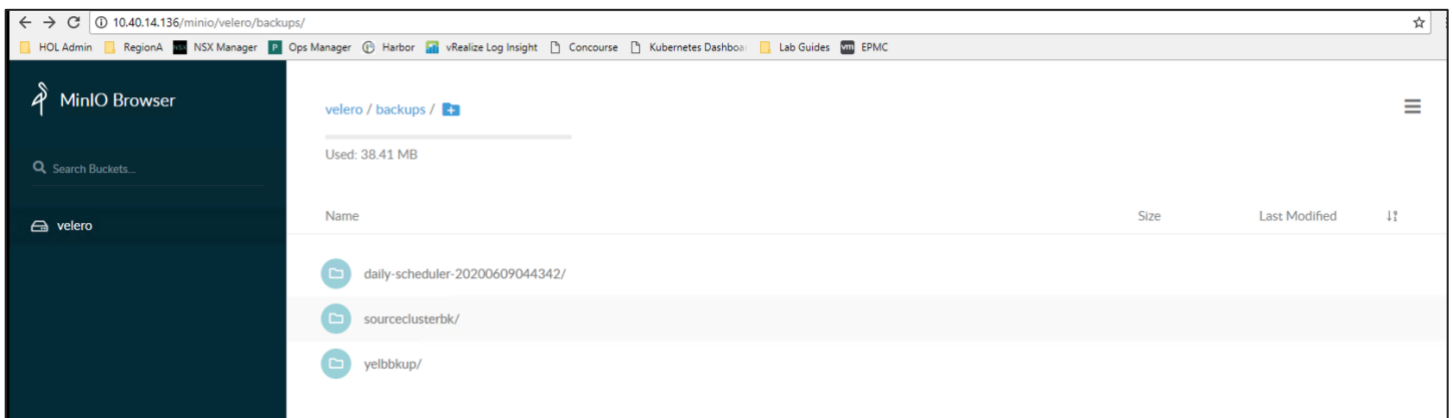 10.40.14.136/minio/velero/backups/
HOL Admin RegionA NSX NSX Manager P Ops Manager Harbor vRealize Log Insight Concourse Kubernetes Dashboa Lab Guides vm EPMC
MinIO Browser
Search Buckets...
velero
velero / backups /
Used: 38.41 MB
Name Size Last Modified
daily-scheduler-20200609044342/
sourceclusterbk/
yelbbkup/